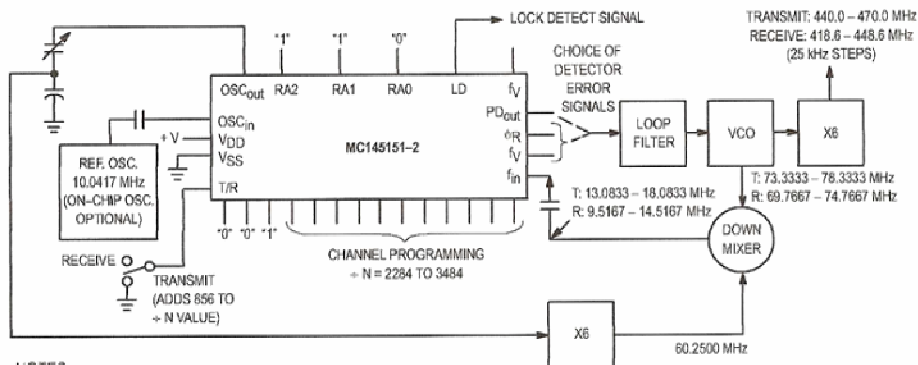 LOCK DETECT SIGNAL
TRANSMIT: 440.0 – 470.0 MHz
RECEIVE: 418.6 – 448.6 MHz
(25 kHz STEPS)
"1"
"1"
"0"
CHOICE OF
DETECTOR
ERROR
SIGNALS
OSCout
RA2
RA1
RA0
LD
fV
PDout
OSCin
+V
VDD
VSS
T/R
MC145151–2
ϕR
fV
fin
LOOP
FILTER
VCO
X6
REF. OSC.
10.0417 MHz
(ON–CHIP OSC.
OPTIONAL)
T: 13.0833 – 18.0833 MHz
R: 9.5167 – 14.5167 MHz
T: 73.3333 – 78.3333 MHz
R: 69.7667 – 74.7667 MHz
"0"
"0"
"1"
CHANNEL PROGRAMMING
÷ N = 2284 TO 3484
DOWN
MIXER
RECEIVE
TRANSMIT
(ADDS 856 TO
÷ N VALUE)
X6
60.2500 MHz